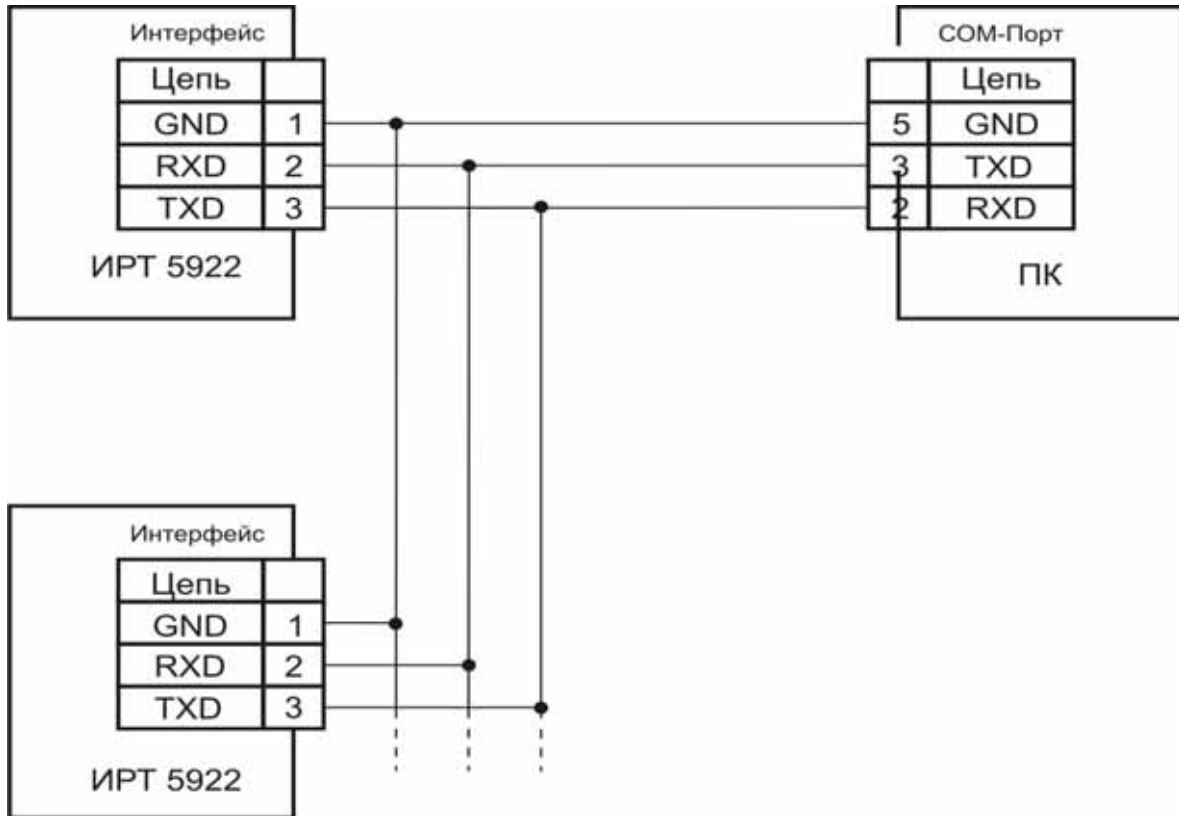 Интерфейс
Цепь
GND 1
RXD 2
TXD 3
ИРТ 5922
COM-Порт
Цепь
5 GND
3 TXD
2 RXD
ПК
Интерфейс
Цепь
GND 1
RXD 2
TXD 3
ИРТ 5922